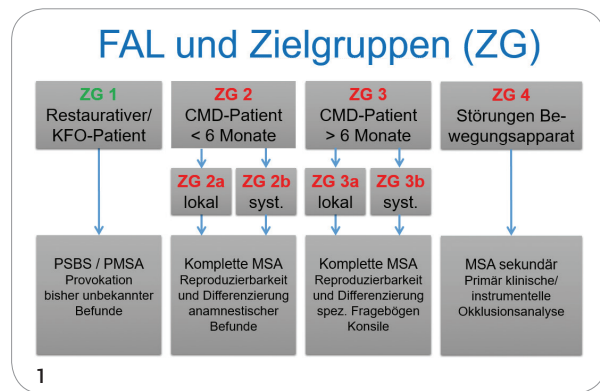 FAL und Zielgruppen (ZG)
ZG 1
Restaurativer/
KFO-Patient
ZG 2
CMD-Patient
< 6 Monate
ZG 3
CMD-Patient
> 6 Monate
ZG 4
Störungen Be-
wegungsapparat
ZG 2a
lokal
ZG 2b
syst.
ZG 3a
lokal
ZG 3b
syst.
PSBS / PMSA
Provokation
bisher unbekannter
Befunde
Komplette MSA
Reproduzierbarkeit
und Differenzierung
anamnestischer
Befunde
Komplette MSA
Reproduzierbarkeit
und Differenzierung
spez. Fragebögen
Konsile
MSA sekundär
Primär klinische/
instrumentelle
Okklusionsanalyse
1